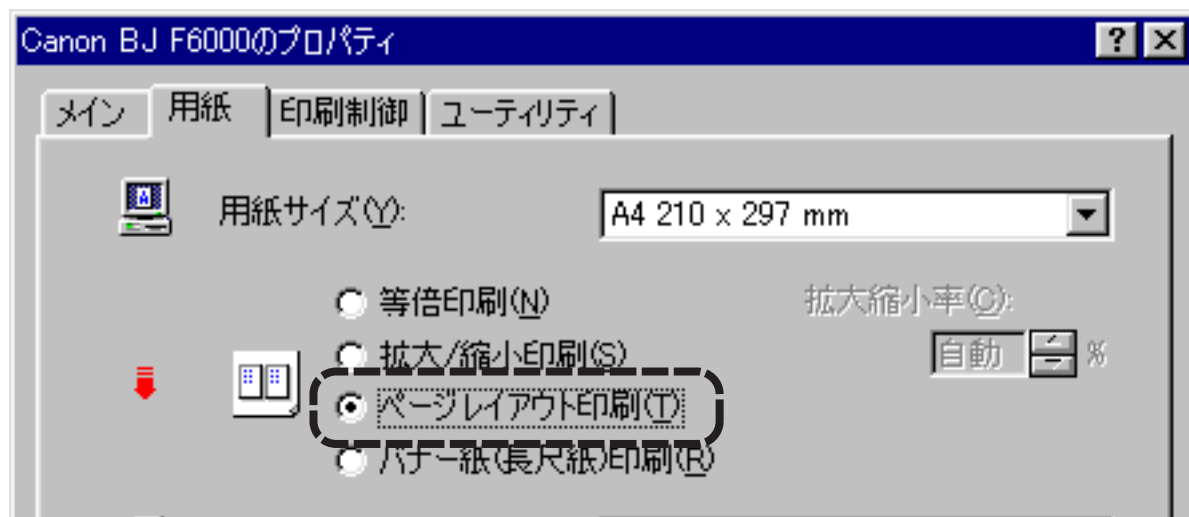 Canon BJ F6000のプロパティ
メイン 用紙 印刷制御 ユーティリティ
用紙サイズ(Y): A4 210 x 297 mm
等倍印刷(N) 拡大縮小率(C):
拡大/縮小印刷(S) 自動 %
ページレイアウト印刷(T)
バナー紙(長尺紙)印刷(R)